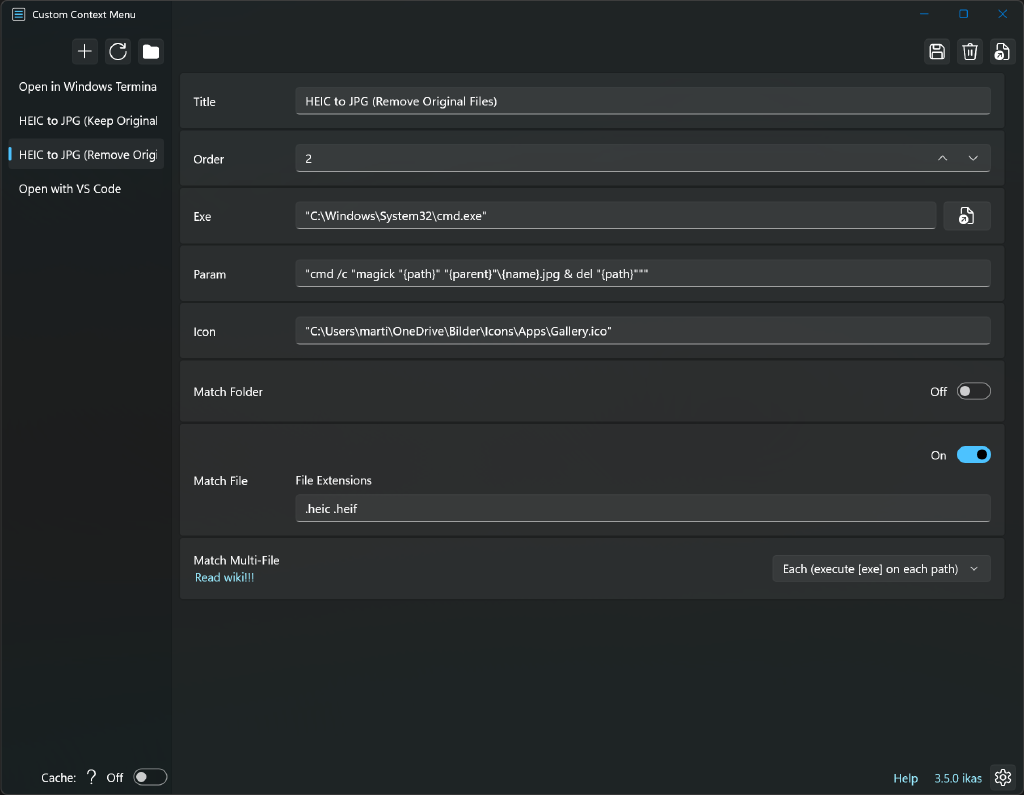 Custom Context Menu
Open in Windows Termina
HEIC to JPG (Keep Original
HEIC to JPG (Remove Origi
Open with VS Code
Title
HEIC to JPG (Remove Original Files)
Order
2
Exe
"C:\Windows\System32\cmd.exe"
Param
"cmd /c "magick "{path}" "{parent}"\{name}.jpg & del "{path}"""
Icon
"C:\Users\marti\OneDrive\Bilder\Icons\Apps\Gallery.ico"
Match Folder
Off
On
Match File
File Extensions
.heic .heif
Match Multi-File
Read wiki!!!
Each (execute [exe] on each path)
Cache: ? Off
Help 3.5.0 ikas